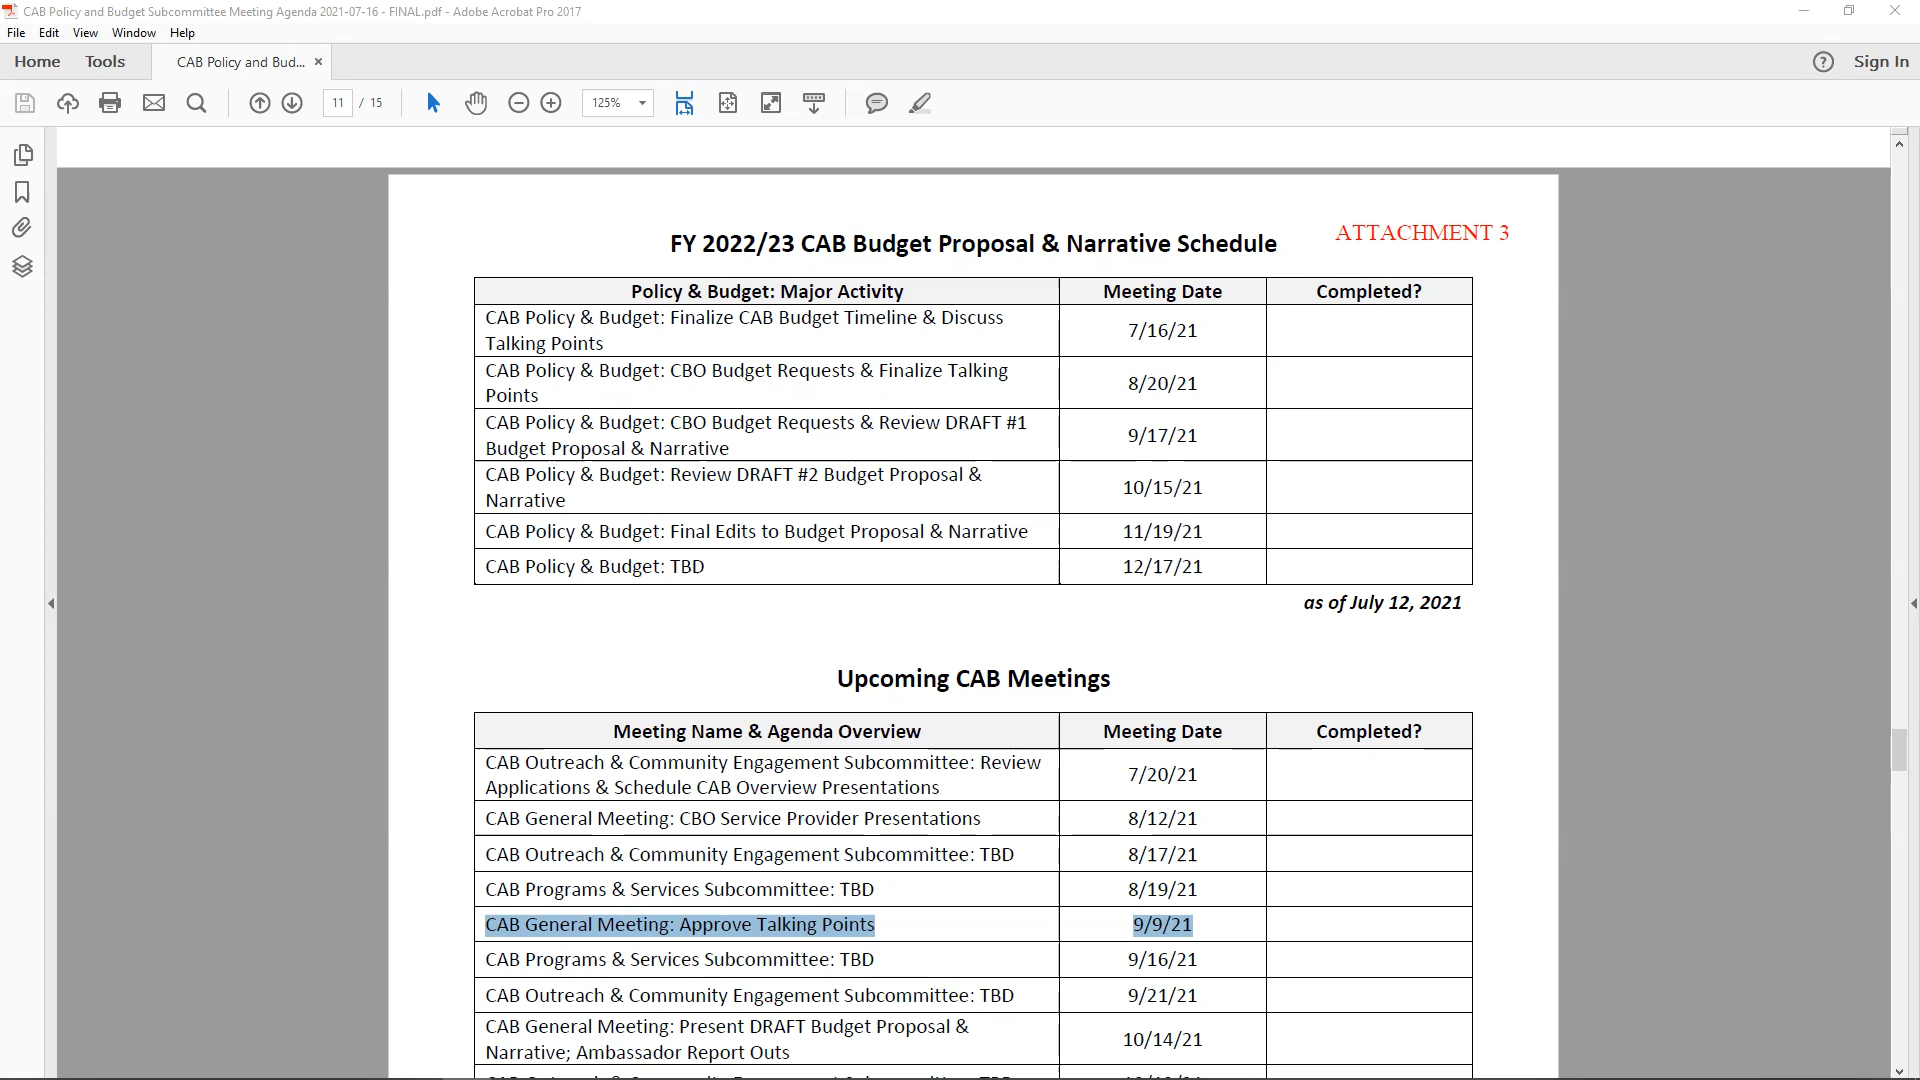 CAB Policy and Budget Subcommittee Meeting Agenda 2021-07-16 - FINAL.pdf - Adobe Acrobat Pro 2017
File Edit View Window Help
Home Tools CAB Policy and Bud... × Sign In
11 / 15 125%
ATTACHMENT 3
FY 2022/23 CAB Budget Proposal & Narrative Schedule
Policy & Budget: Major Activity Meeting Date Completed?
CAB Policy & Budget: Finalize CAB Budget Timeline & Discuss
Talking Points 7/16/21
CAB Policy & Budget: CBO Budget Requests & Finalize Talking
Points 8/20/21
CAB Policy & Budget: CBO Budget Requests & Review DRAFT #1
Budget Proposal & Narrative 9/17/21
CAB Policy & Budget: Review DRAFT #2 Budget Proposal &
Narrative 10/15/21
CAB Policy & Budget: Final Edits to Budget Proposal & Narrative 11/19/21
CAB Policy & Budget: TBD 12/17/21
as of July 12, 2021
Upcoming CAB Meetings
Meeting Name & Agenda Overview Meeting Date Completed?
CAB Outreach & Community Engagement Subcommittee: Review
Applications & Schedule CAB Overview Presentations 7/20/21
CAB General Meeting: CBO Service Provider Presentations 8/12/21
CAB Outreach & Community Engagement Subcommittee: TBD 8/17/21
CAB Programs & Services Subcommittee: TBD 8/19/21
CAB General Meeting: Approve Talking Points 9/9/21
CAB Programs & Services Subcommittee: TBD 9/16/21
CAB Outreach & Community Engagement Subcommittee: TBD 9/21/21
CAB General Meeting: Present DRAFT Budget Proposal &
Narrative; Ambassador Report Outs 10/14/21